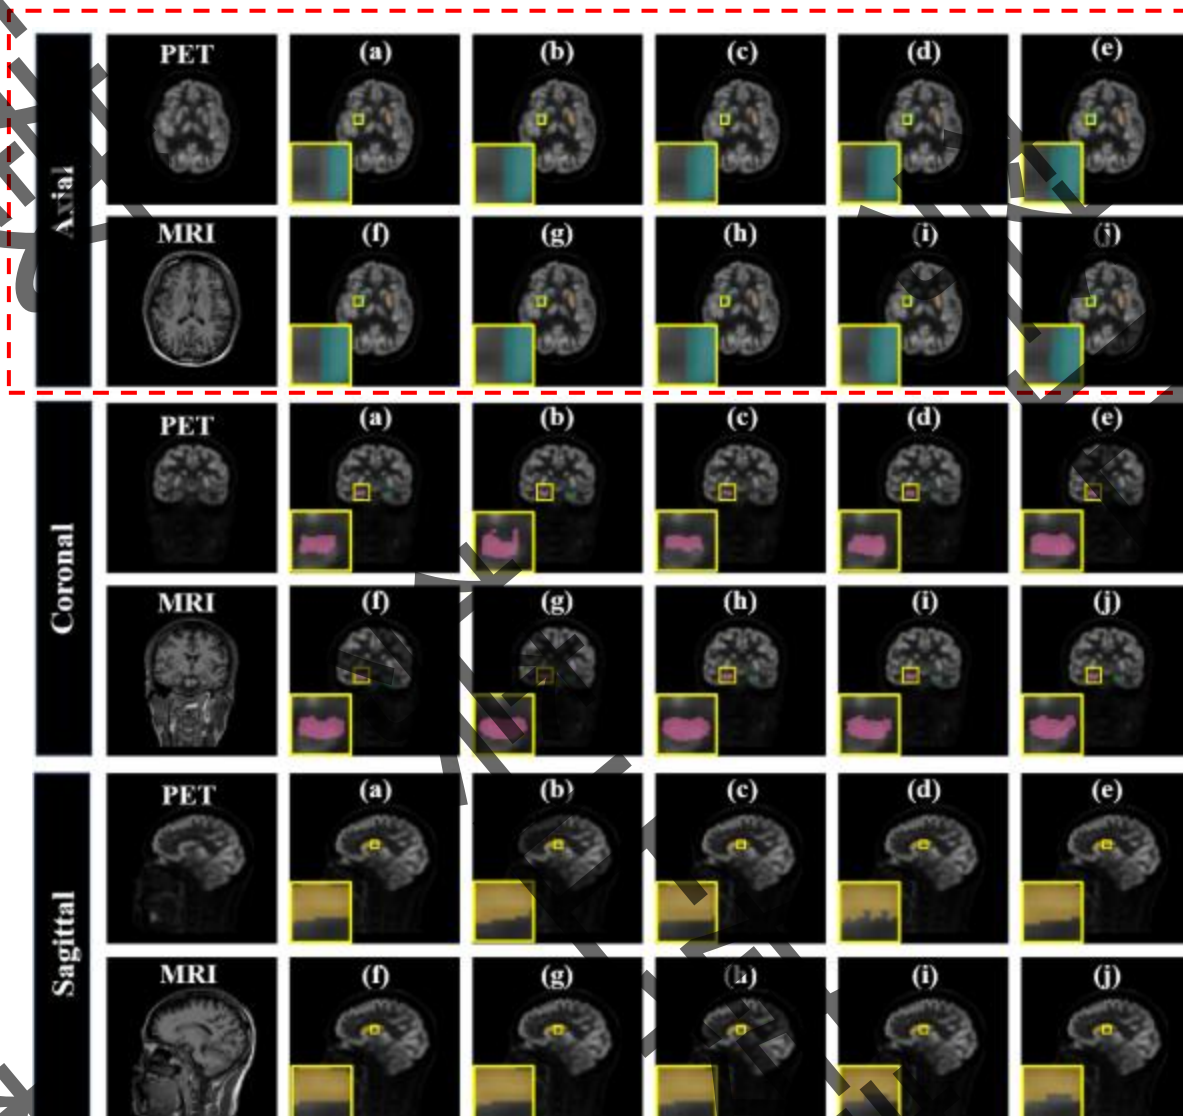 Axial
PET (a) (b) (c) (d) (e)
MRI (f) (g) (h) (i) (j)
Coronal
PET (a) (b) (c) (d) (e)
MRI (f) (g) (h) (i) (j)
Sagittal
PET (a) (b) (c) (d) (e)
MRI (f) (g) (h) (i) (j)